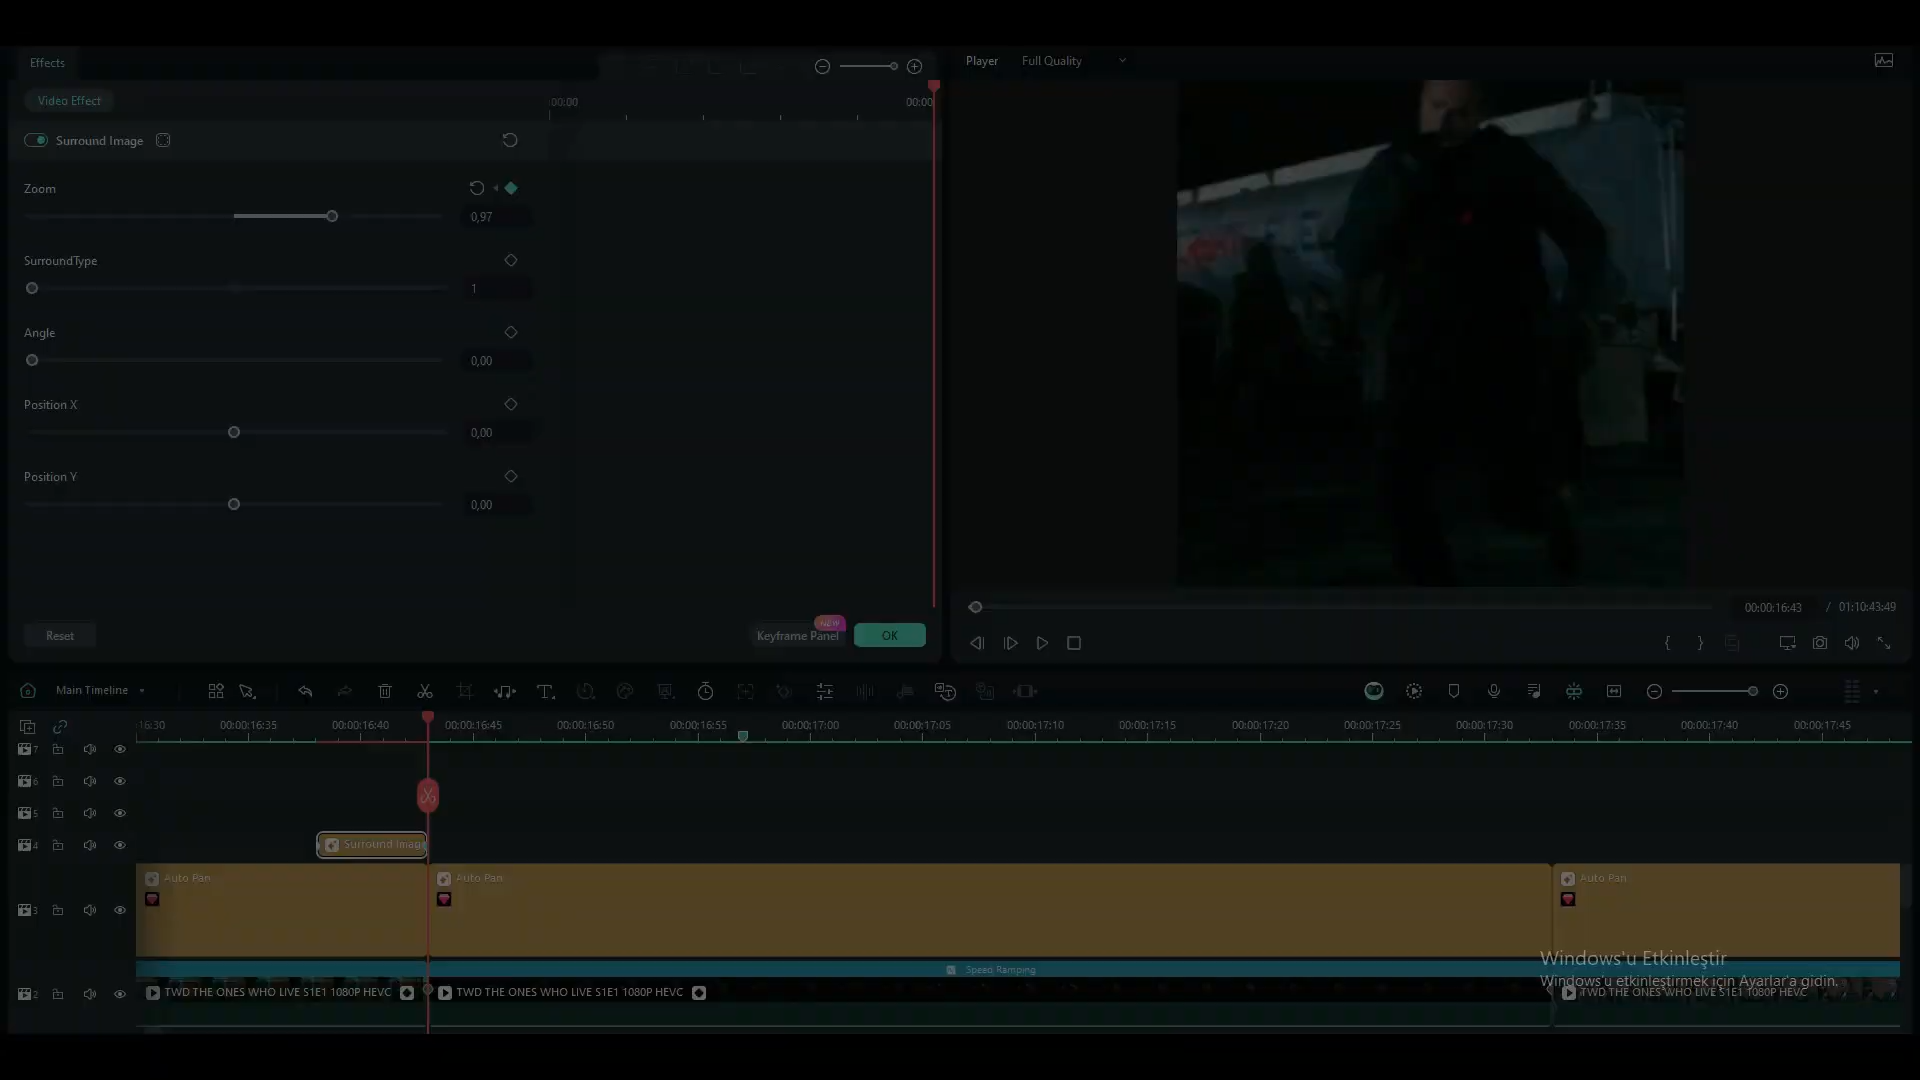 Effects
Player Full Quality
Video Effect
00:00 00:00
Surround Image
Zoom
0,97
SurroundType
1
Angle
0,00
Position X
0,00
Position Y
0,00
Reset
NEW
Keyframe Panel
OK
00:00:16:43 / 01:10:43:49
Main Timeline
16:30 00:00:16:35 00:00:16:40 00:00:16:45 00:00:16:50 00:00:16:55 00:00:17:00 00:00:17:05 00:00:17:10 00:00:17:15 00:00:17:20 00:00:17:25 00:00:17:30 00:00:17:35 00:00:17:40 00:00:17:45
7
6
5
4 Surround Imag
Auto Pan Auto Pan Auto Pan
3
Windows'u Etkinleştir
Speed Ramping
Windows'u etkinleştirmek için Ayarlar'a gidin.
2 TWD THE ONES WHO LIVE S1E1 1080P HEVC TWD THE ONES WHO LIVE S1E1 1080P HEVC TWD THE ONES WHO LIVE S1E1 1080P HEVC